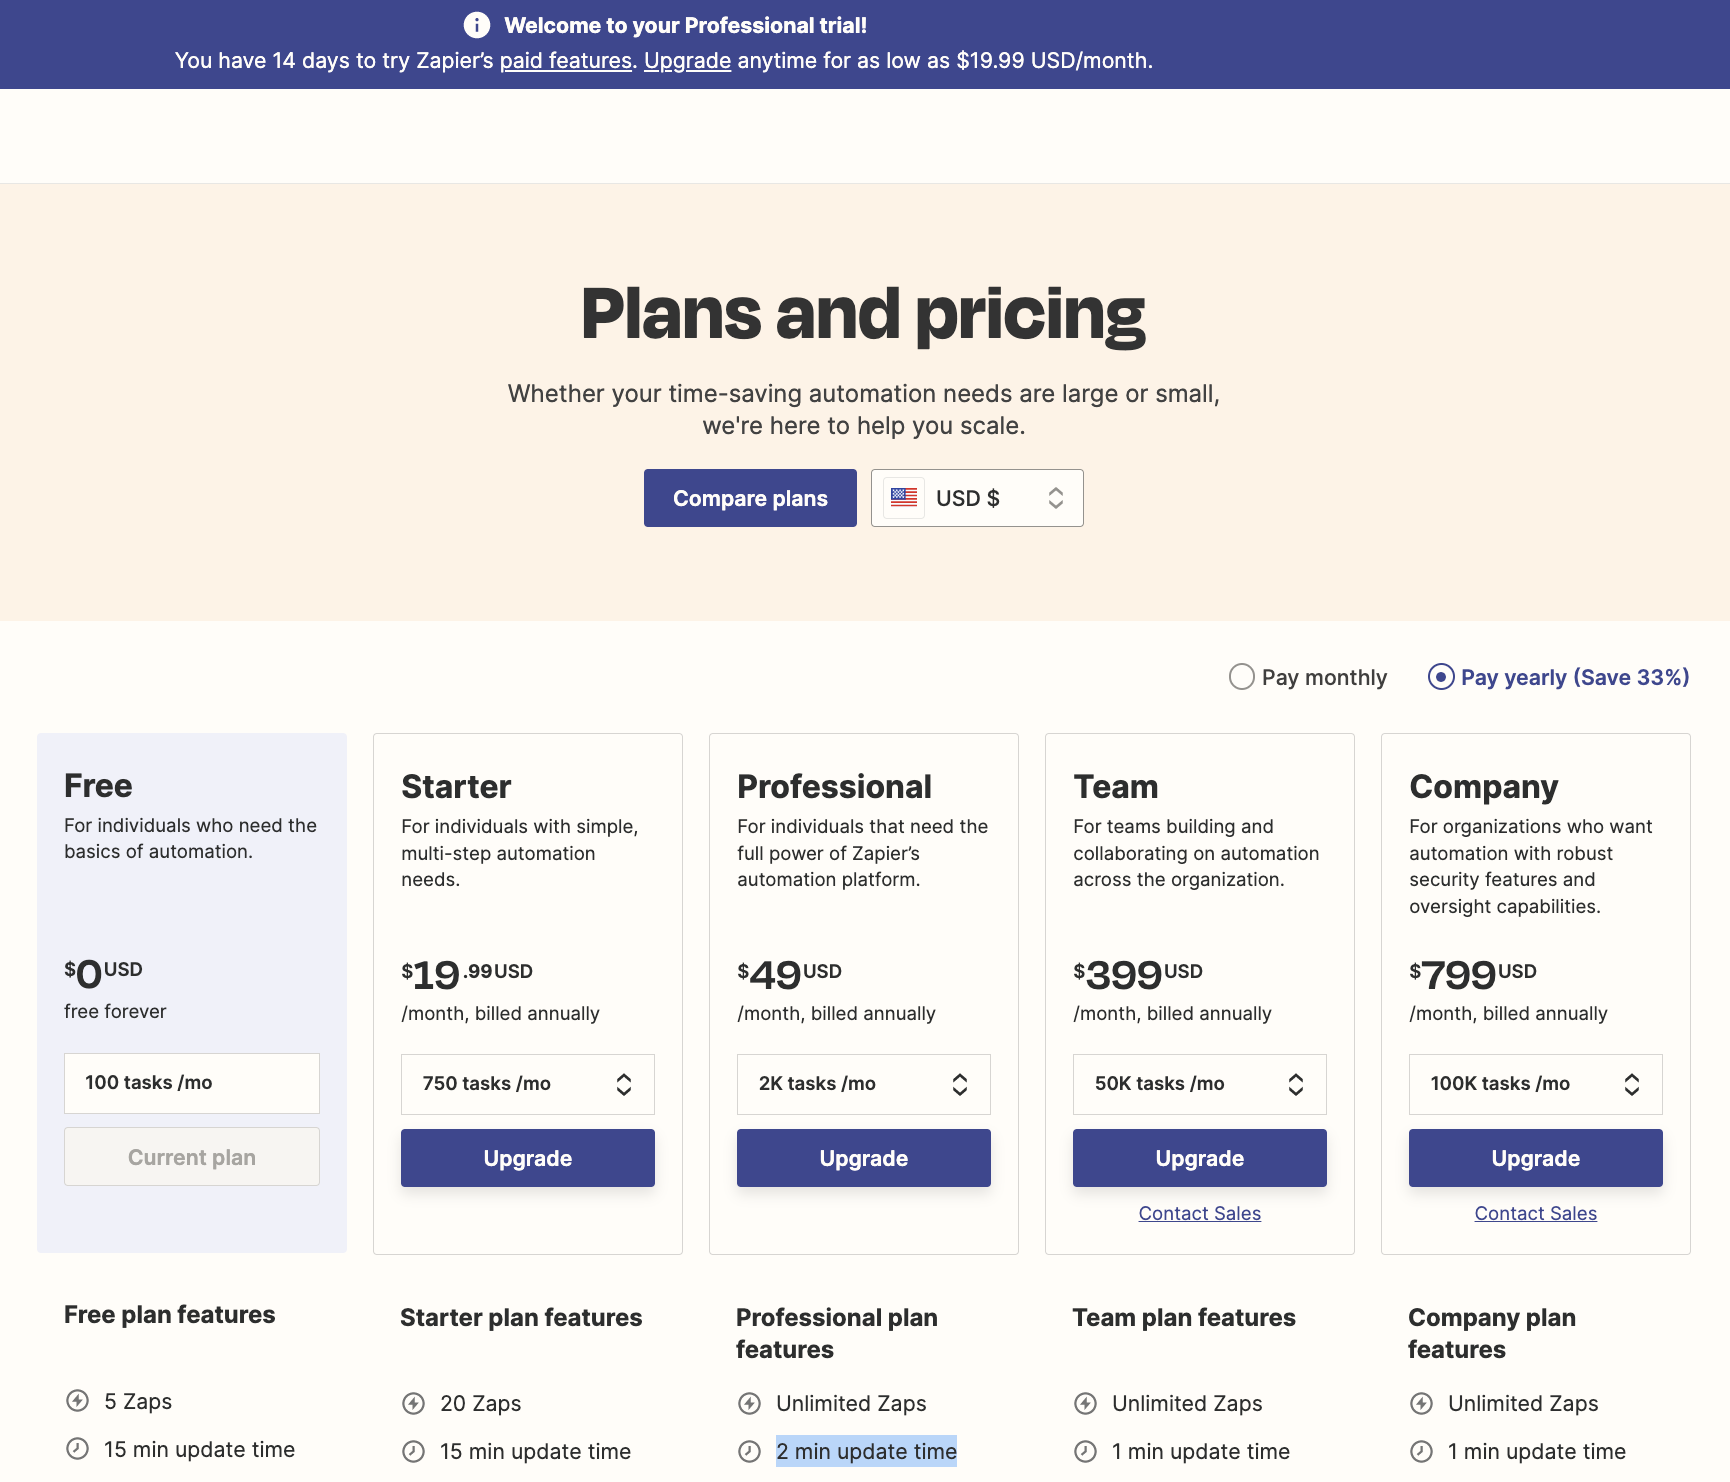 Welcome to your Professional trial!
You have 14 days to try Zapier’s paid features. Upgrade anytime for as low as $19.99 USD/month.
Plans and pricing
Whether your time-saving automation needs are large or small,
we're here to help you scale.
Compare plans
USD $
Pay monthly
Pay yearly (Save 33%)
Free
For individuals who need the
basics of automation.
$0USD
free forever
100 tasks /mo
Current plan
Starter
For individuals with simple,
multi-step automation
needs.
$19.99USD
/month, billed annually
750 tasks /mo
Upgrade
Professional
For individuals that need the
full power of Zapier’s
automation platform.
$49USD
/month, billed annually
2K tasks /mo
Upgrade
Team
For teams building and
collaborating on automation
across the organization.
$399USD
/month, billed annually
50K tasks /mo
Upgrade
Contact Sales
Company
For organizations who want
automation with robust
security features and
oversight capabilities.
$799USD
/month, billed annually
100K tasks /mo
Upgrade
Contact Sales
Free plan features
5 Zaps
15 min update time
Starter plan features
20 Zaps
15 min update time
Professional plan
features
Unlimited Zaps
2 min update time
Team plan features
Unlimited Zaps
1 min update time
Company plan
features
Unlimited Zaps
1 min update time